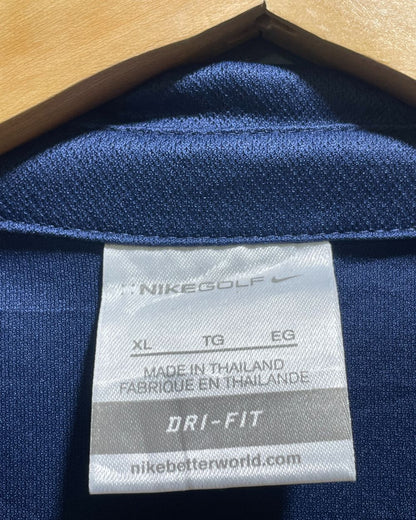 NIKEGOLF
XL TG EG
MADE IN THAILAND
FABRIQUE EN THAILANDE
DRI-FIT
nikebetterworld.com